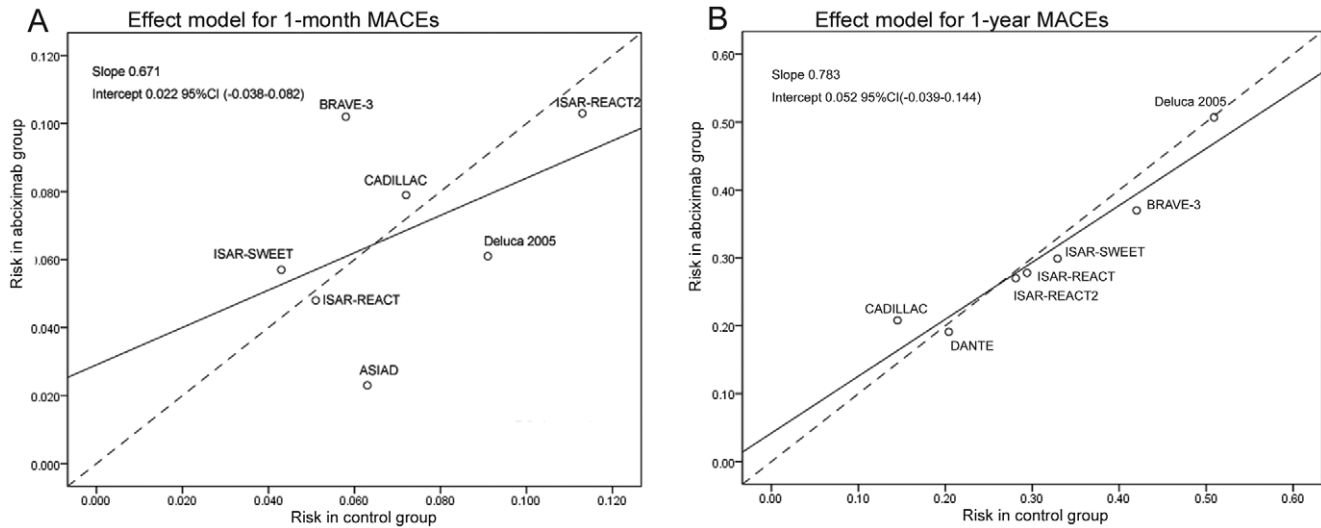 A
Effect model for 1-month MACEs
Slope 0.671
Intercept 0.022 95%CI (-0.038-0.082)
BRAVE-3
ISAR-REACT2
CADILLAC
ISAR-SWEET
Deluca 2005
ISAR-REACT
ASIAD
Risk in abciximab group
0.120
0.100
0.080
0.060
0.040
0.020
0.000
0.000
0.020
0.040
0.060
0.080
0.100
0.120
Risk in control group
B
Effect model for 1-year MACEs
Slope 0.783
Intercept 0.052 95%CI(-0.039-0.144)
Deluca 2005
BRAVE-3
ISAR-SWEET
ISAR-REACT
ISAR-REACT2
CADILLAC
DANTE
Risk in abciximab group
0.60
0.50
0.40
0.30
0.20
0.10
0.00
0.00
0.10
0.20
0.30
0.40
0.50
0.60
Risk in control group